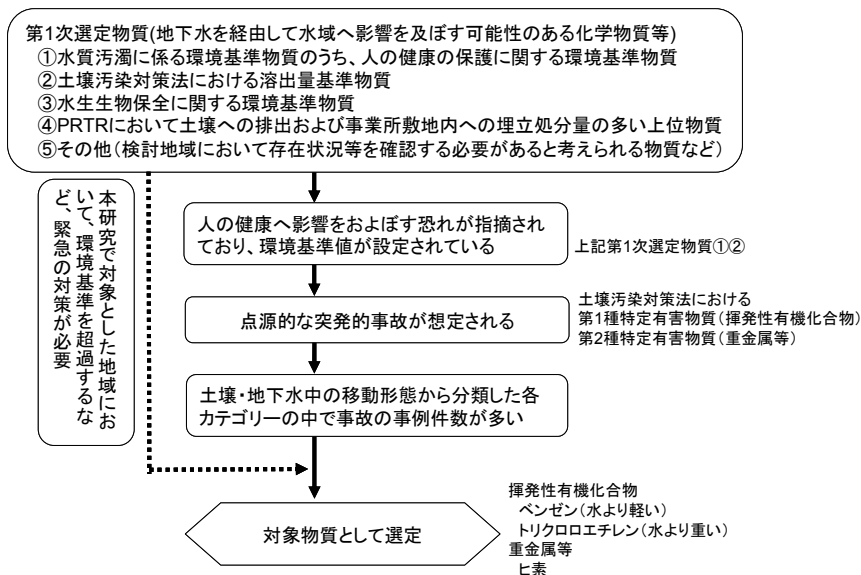 第1次選定物質(地下水を経由して水域へ影響を及ぼす可能性のある化学物質等)
①水質汚濁に係る環境基準物質のうち、人の健康の保護に関する環境基準物質
②土壌汚染対策法における溶出量基準物質
③水生生物保全に関する環境基準物質
④PRTRにおいて土壌への排出および事業所敷地内への埋立処分量の多い上位物質
⑤その他(検討地域において存在状況等を確認する必要があると考えられる物質など)
本研究で対象とした地域にお
いて、環境基準を超過するな
ど、緊急の対策が必要
人の健康へ影響をおよぼす恐れが指摘され
ており、環境基準値が設定されている
上記第1次選定物質①②
点源的な突発的事故が想定される
土壌汚染対策法における
第1種特定有害物質(揮発性有機化合物)
第2種特定有害物質(重金属等)
土壌・地下水中の移動形態から分類した各
カテゴリーの中で事故の事例件数が多い
対象物質として選定
揮発性有機化合物
ベンゼン(水より軽い)
トリクロロエチレン(水より重い)
重金属等
ヒ素